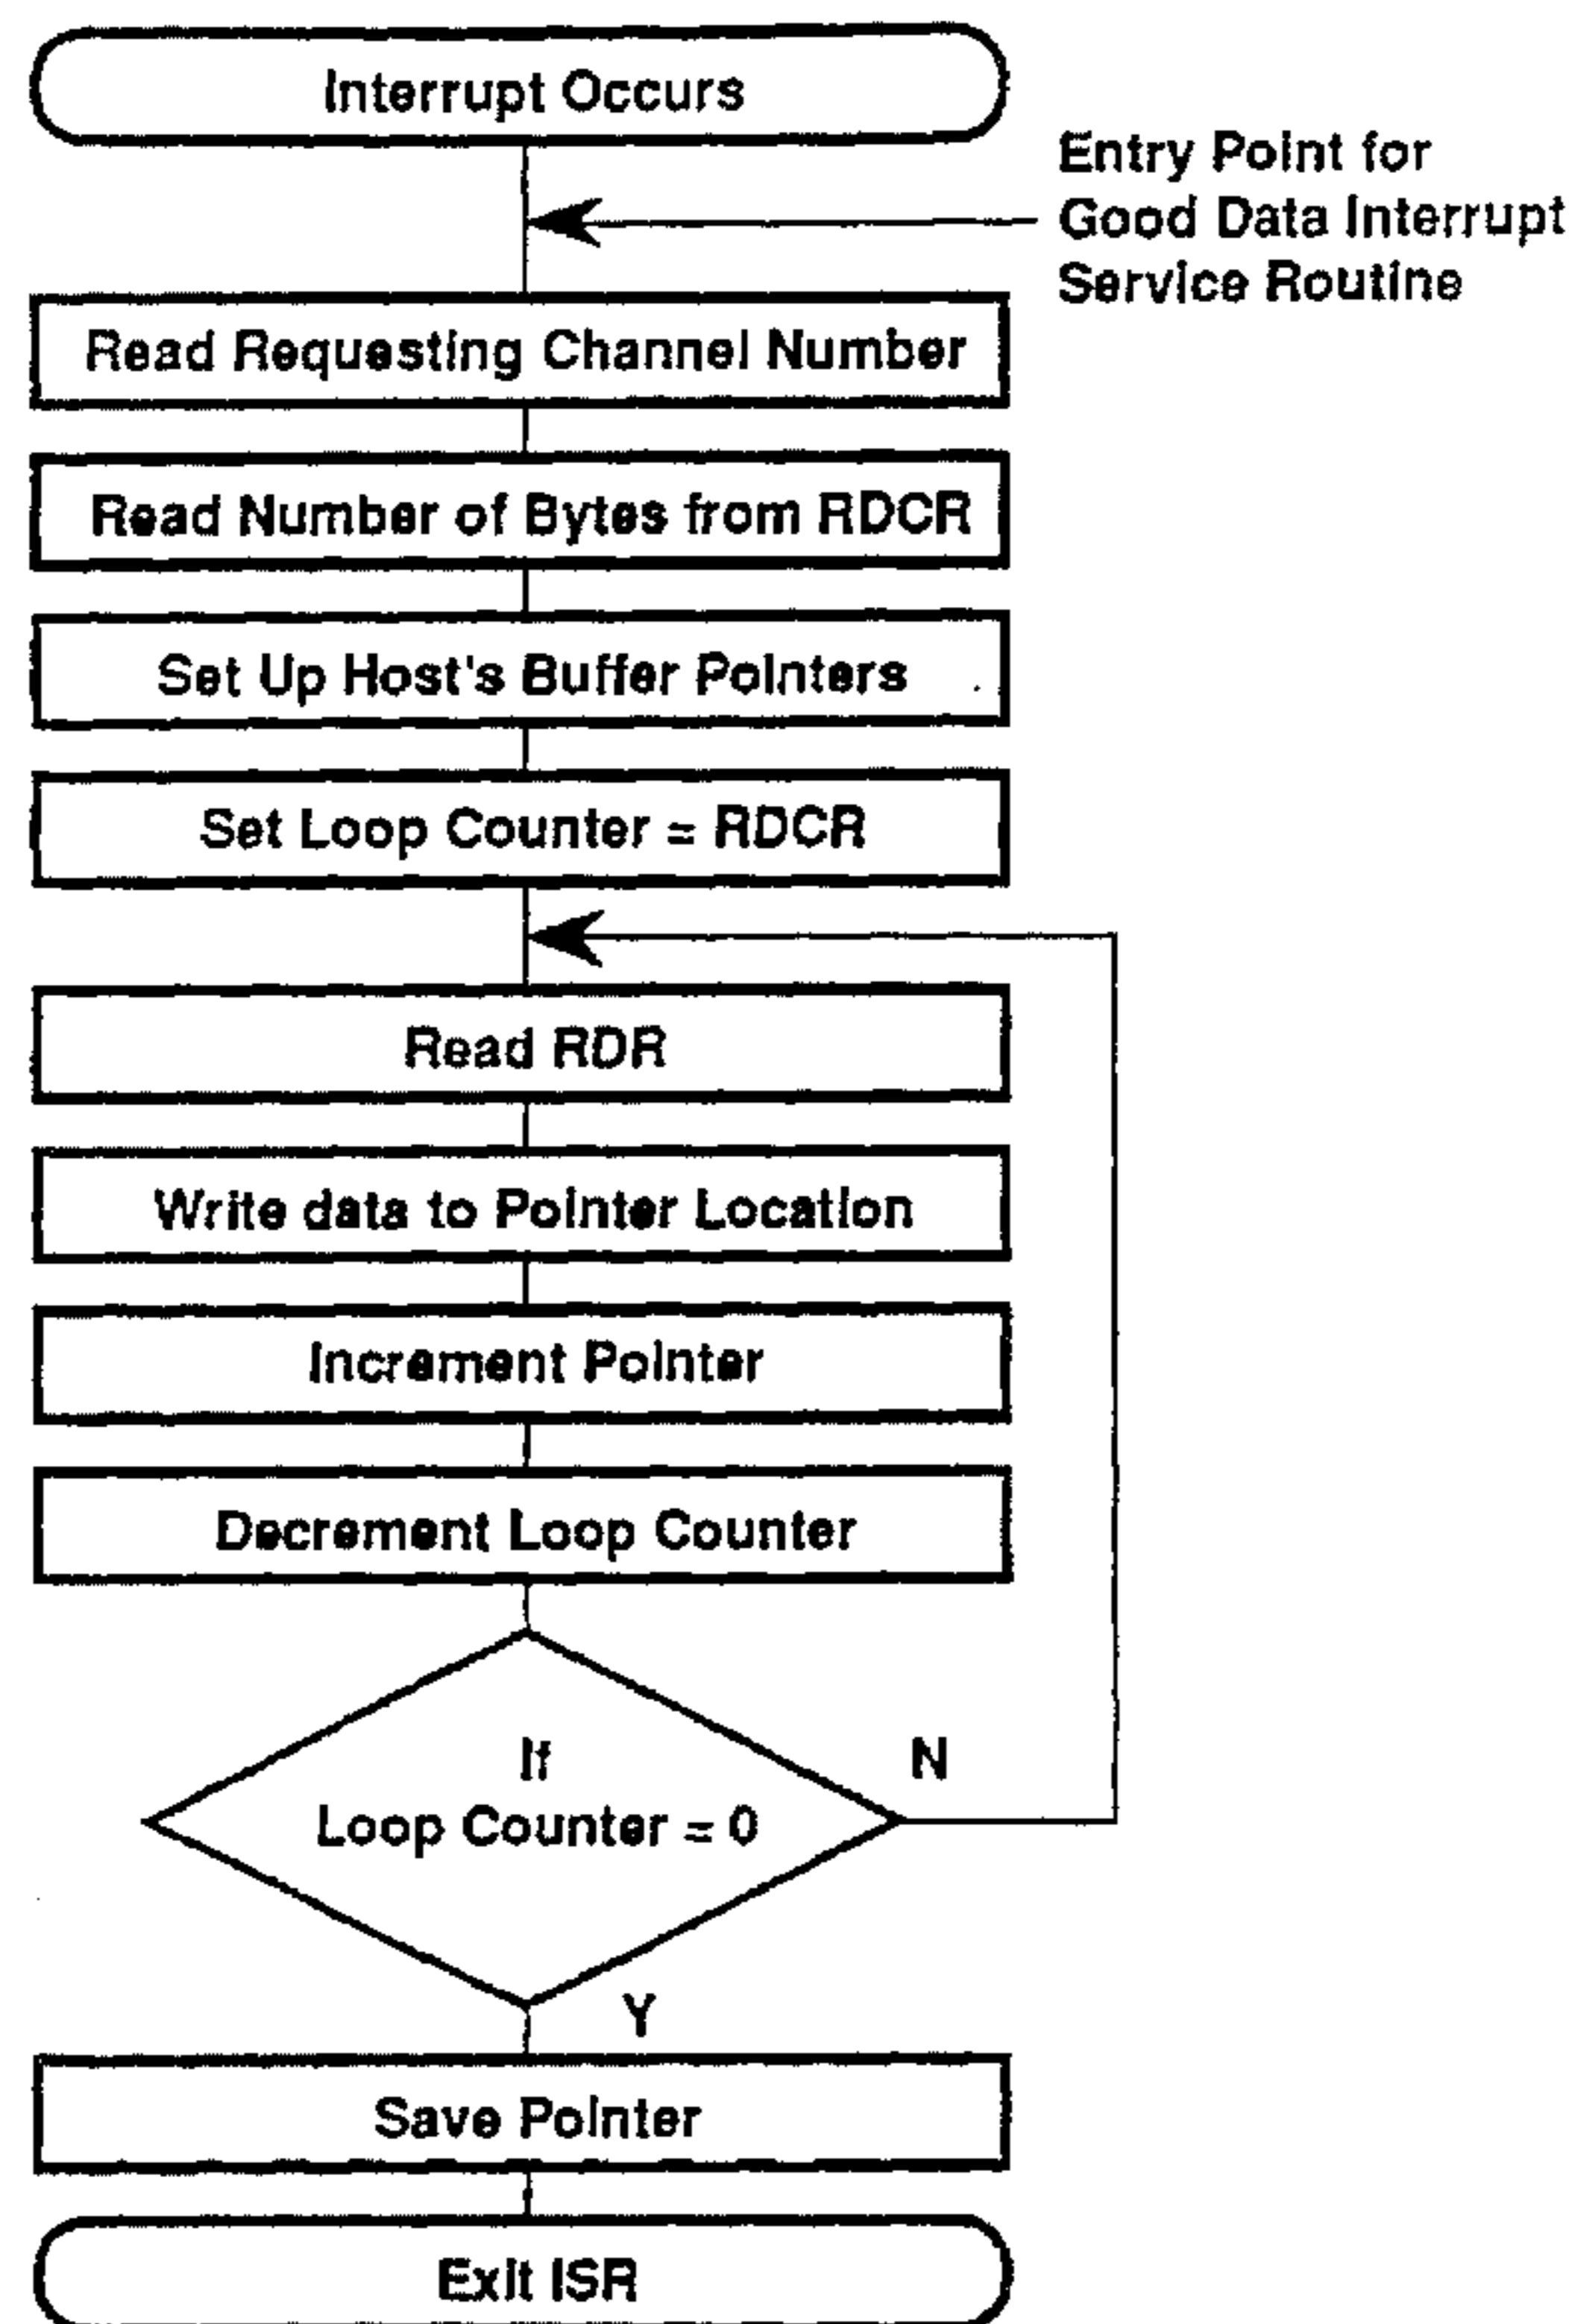 Interrupt Occurs
Entry Point for
Good Data Interrupt
Service Routine
Read Requesting Channel Number
Read Number of Bytes from RDCR
Set Up Host's Buffer Pointers
Set Loop Counter = RDCR
Read RDR
Write data to Pointer Location
Increment Pointer
Decrement Loop Counter
If
N
Loop Counter = 0
Y
Save Pointer
Exit ISR